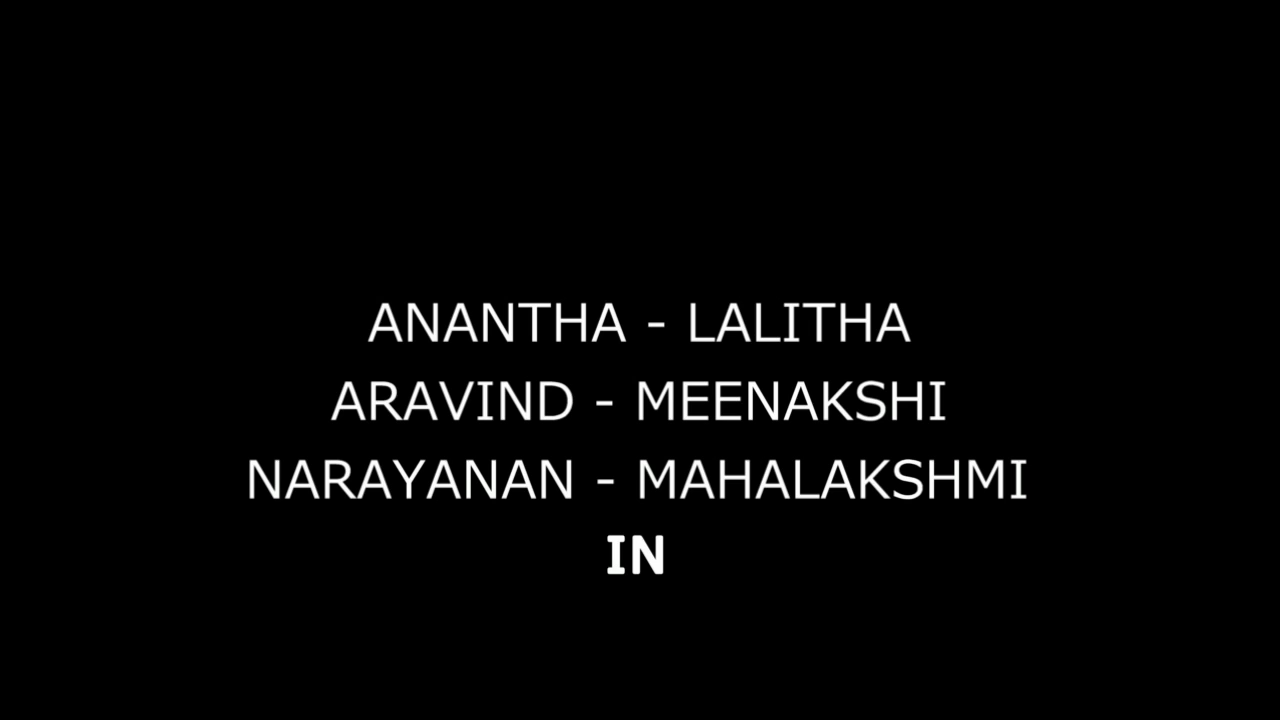 ANANTHA - LALITHA
ARAVIND - MEENAKSHI
NARAYANAN - MAHALAKSHMI
IN